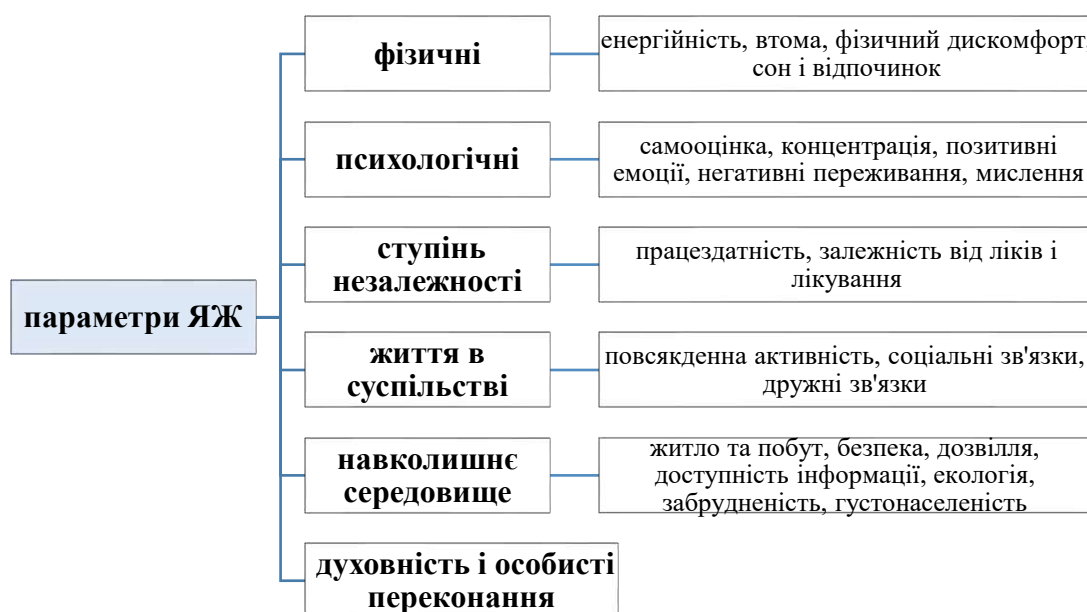 фізичні
енергійність, втома, фізичний дискомфорт,
сон і відпочинок
психологічні
самооцінка, концентрація, позитивні
емоції, негативні переживання, мислення
ступінь
незалежності
працездатність, залежність від ліків і
лікування
параметри ЯЖ
життя в
суспільстві
повсякденна активність, соціальні зв'язки,
дружні зв'язки
навколишнє
середовище
житло та побут, безпека, дозвілля,
доступність інформації, екологія,
забрудненість, густонаселеність
духовність і особисті
переконання